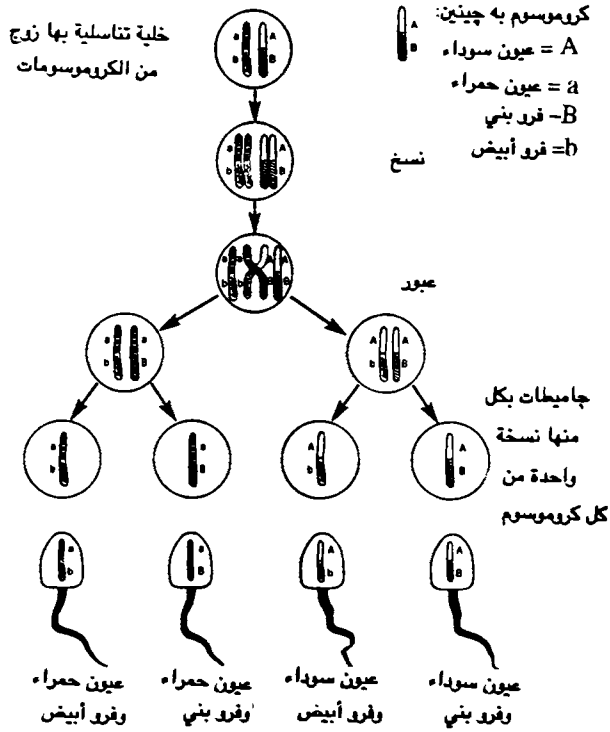 كروموسوم به چينين:
A = عيون سوداء
a = عيون حمراء
B- فرو بني
b= فرو أبيض
خلية تناسلية بها زوج
من الكروموسومات
a A
b B
نسخ
a A
b B
عبور
a a A A
b b B B
a a
b B
A A
b B
جاميطات بكل
منها نسخة
واحدة من
كل كروموسوم
a a A A
b B b B
a a A A
b B b B
عيون سوداء
وفرو بني
عيون سوداء
وفرو أبيض
عيون حمراء
وفرو بني
عيون حمراء
وفرو أبيض